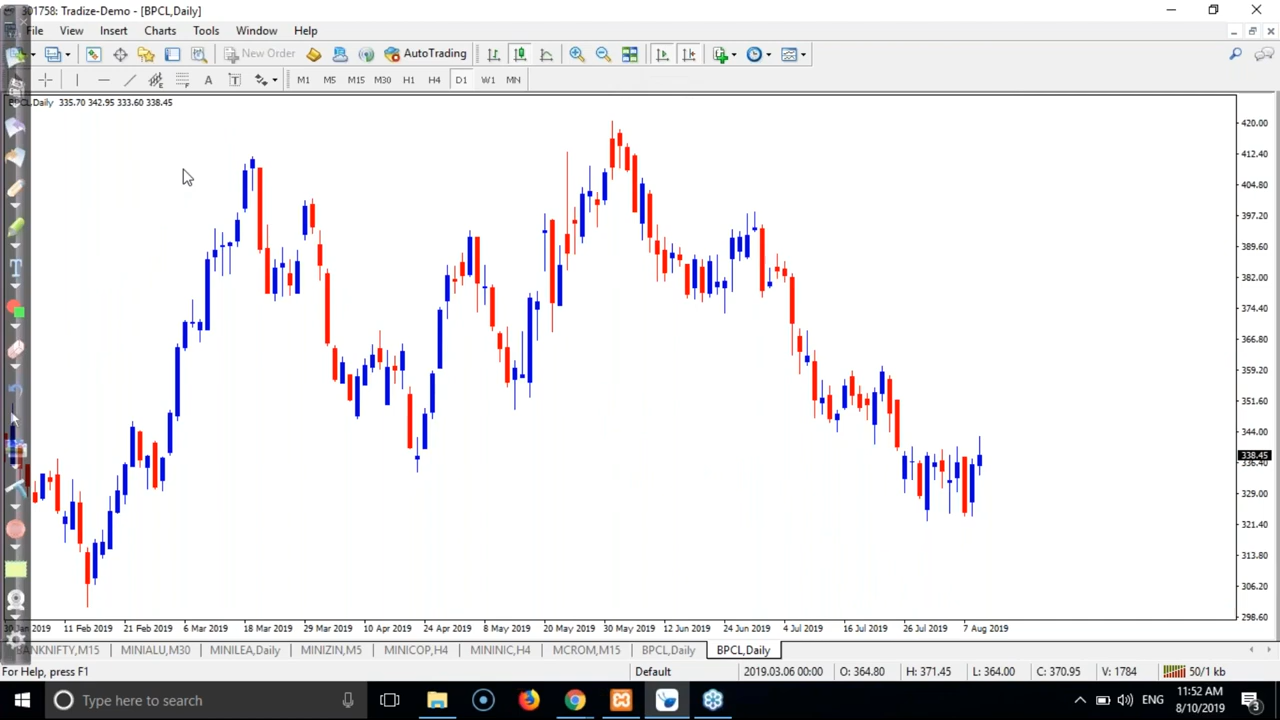 301758: Tradize-Demo - [BPCL,Daily]
File View Insert Charts Tools Window Help
New Order AutoTrading
A T M1 M5 M15 M30 H1 H4 D1 W1 MN
BPCL,Daily 335.70 342.95 333.60 338.45
420.00
412.40
404.80
397.20
389.60
382.00
374.40
366.80
359.20
351.60
344.00
338.45
336.40
329.00
321.40
313.80
306.20
298.60
T
30 Jan 2019 11 Feb 2019 21 Feb 2019 6 Mar 2019 18 Mar 2019 29 Mar 2019 10 Apr 2019 24 Apr 2019 8 May 2019 20 May 2019 30 May 2019 12 Jun 2019 24 Jun 2019 4 Jul 2019 16 Jul 2019 26 Jul 2019 7 Aug 2019
BANKNIFTY,M15 MINIALU,M30 MINILEA,Daily MINIZIN,M5 MINICOP,H4 MININIC,H4 MCROM,M15 BPCL,Daily BPCL,Daily
For Help, press F1 Default 2019.03.06 00:00 O: 364.80 H: 371.45 L: 364.00 C: 370.95 V: 1784 50/1 kb
Type here to search ENG 11:52 AM 8/10/2019 3